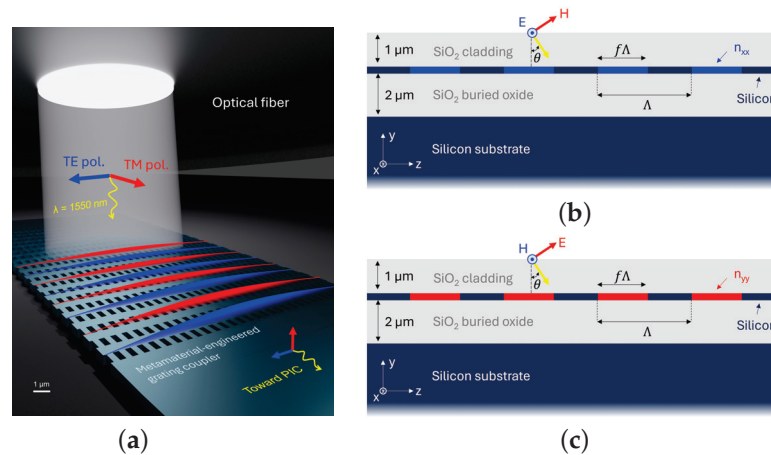 Optical fiber
TE pol.
TM pol.
λ = 1550 nm
Metamaterial-engineered
grating coupler
Toward PIC
1 μm
(a)
E
H
1 μm
SiO₂ cladding
θ
fΛ
nₓₓ
2 μm
SiO₂ buried oxide
Λ
Silicon
y
x
z
Silicon substrate
(b)
H
E
1 μm
SiO₂ cladding
θ
fΛ
n_yy
2 μm
SiO₂ buried oxide
Λ
Silicon
y
x
z
Silicon substrate
(c)